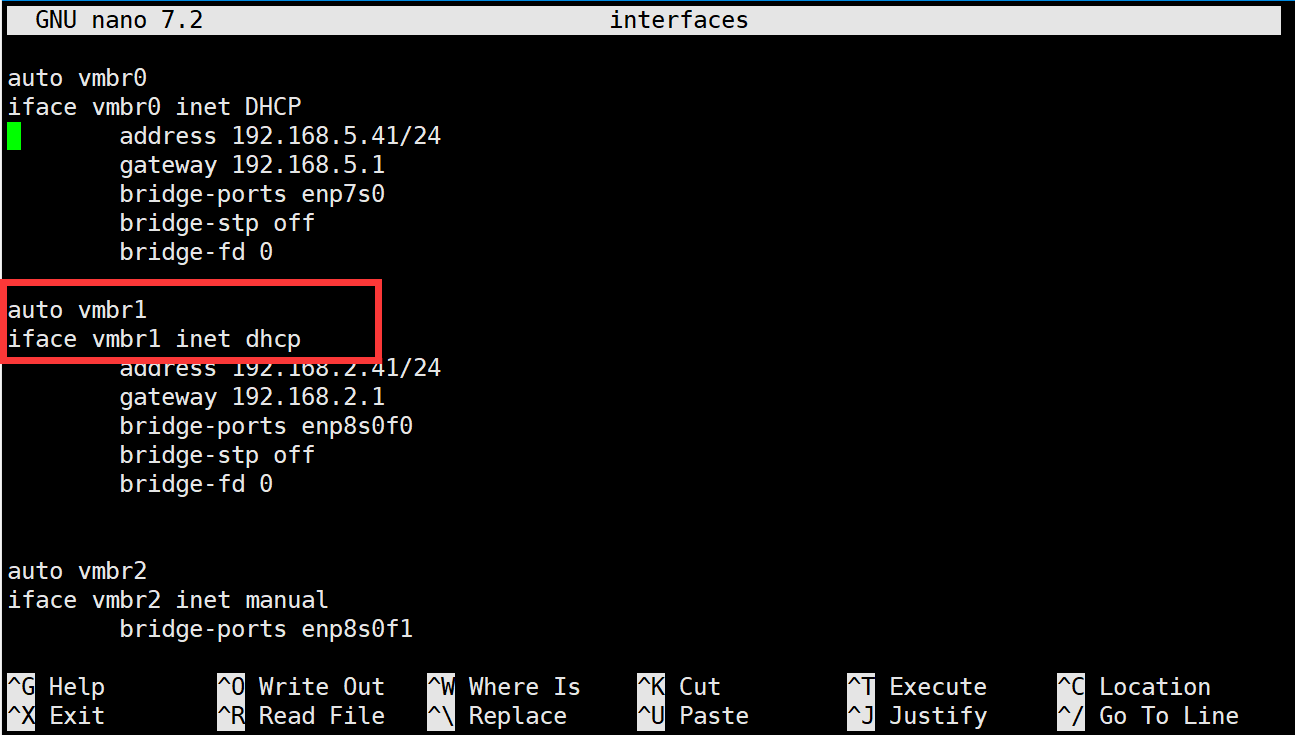 GNU nano 7.2 interfaces
auto vmbr0
iface vmbr0 inet DHCP
address 192.168.5.41/24
gateway 192.168.5.1
bridge-ports enp7s0
bridge-stp off
bridge-fd 0
auto vmbr1
iface vmbr1 inet dhcp
address 192.168.2.41/24
gateway 192.168.2.1
bridge-ports enp8s0f0
bridge-stp off
bridge-fd 0
auto vmbr2
iface vmbr2 inet manual
bridge-ports enp8s0f1
^G Help ^O Write Out ^W Where Is ^K Cut ^T Execute ^C Location
^X Exit ^R Read File ^\ Replace ^U Paste ^J Justify ^/ Go To Line